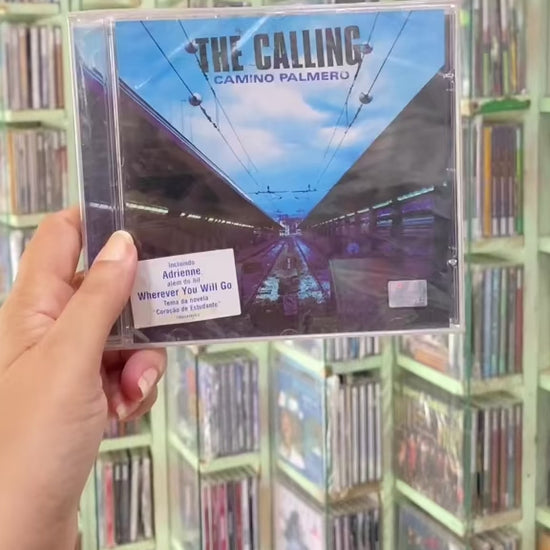 THE CALLING
CAMINO PALMERO
Incluindo
Adrienne
além do hit
Wherever You Will Go
Tema da novela
"Coração de Estudante"